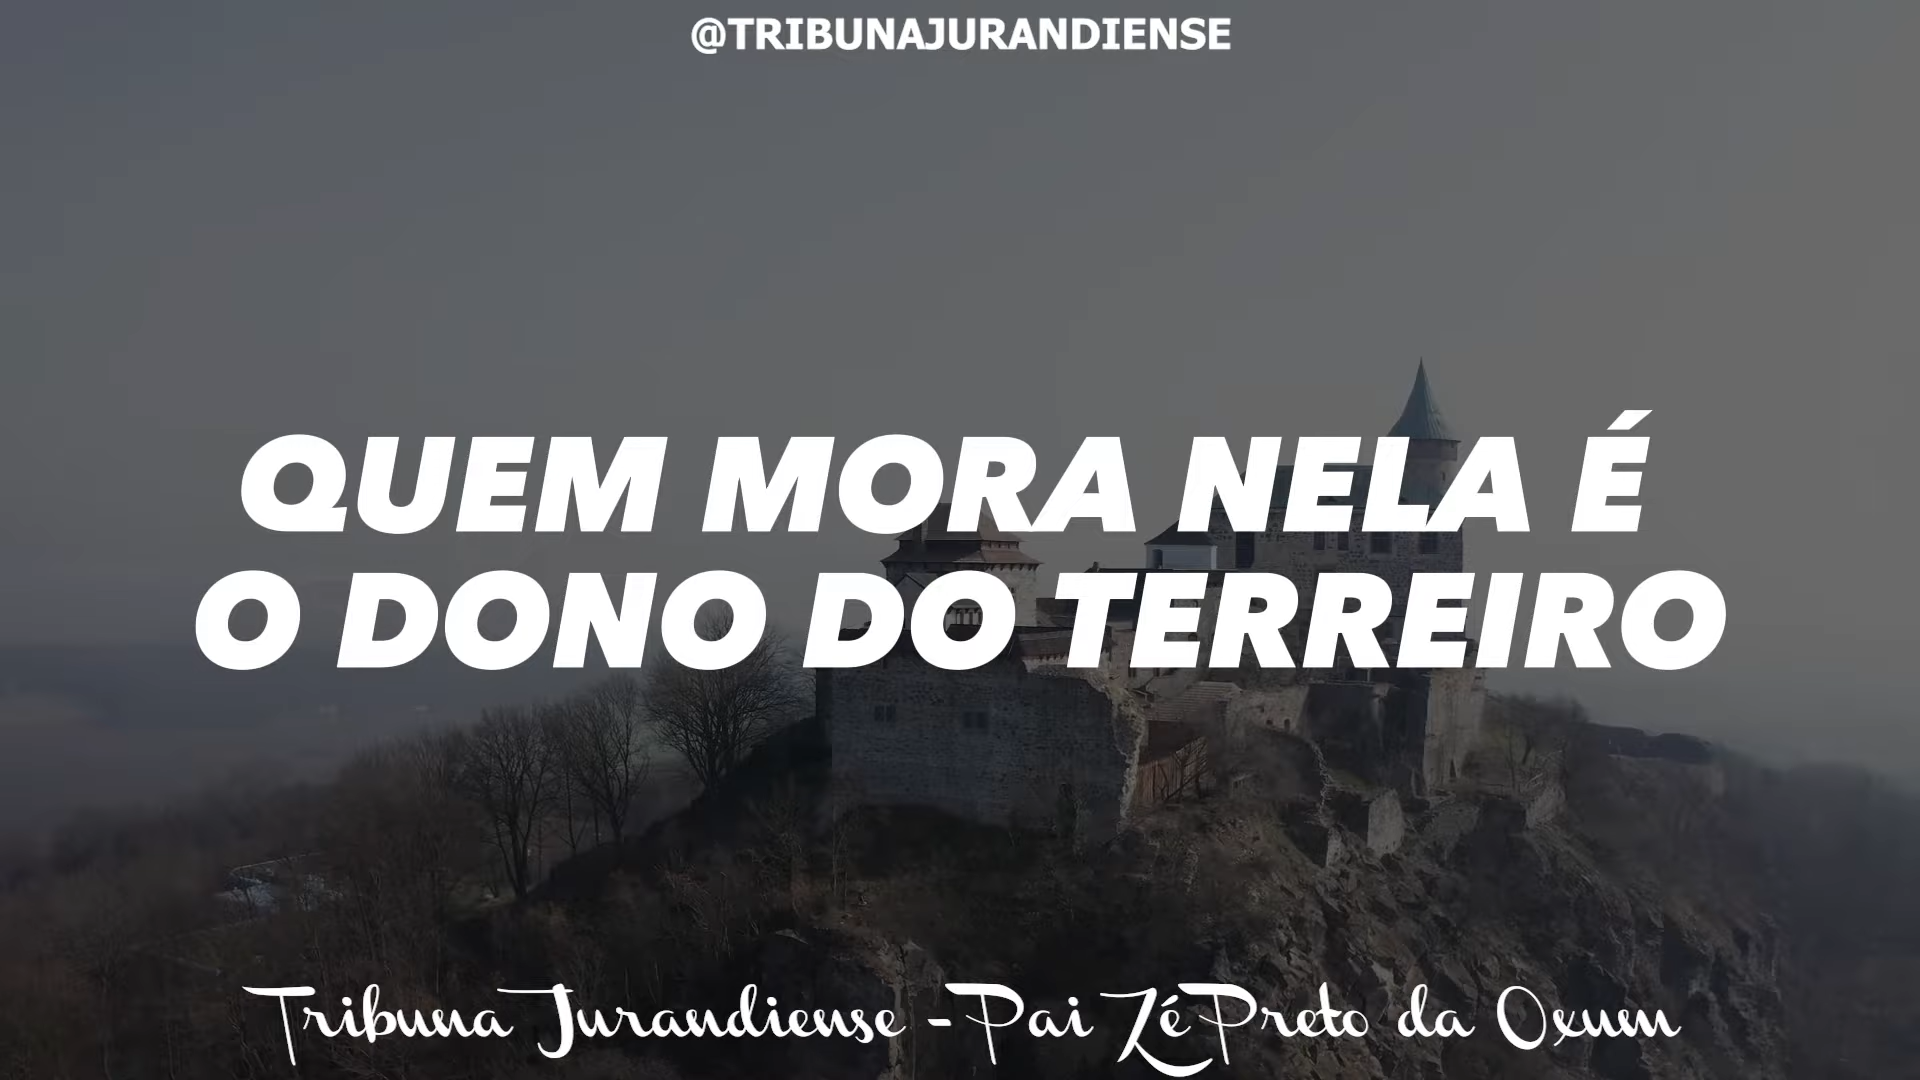 @TRIBUNAJURANDIENSE
QUEM MORA NELA É
O DONO DO TERREIRO
Tribuna Jurandiense - Pai Zé Preto da Oxum